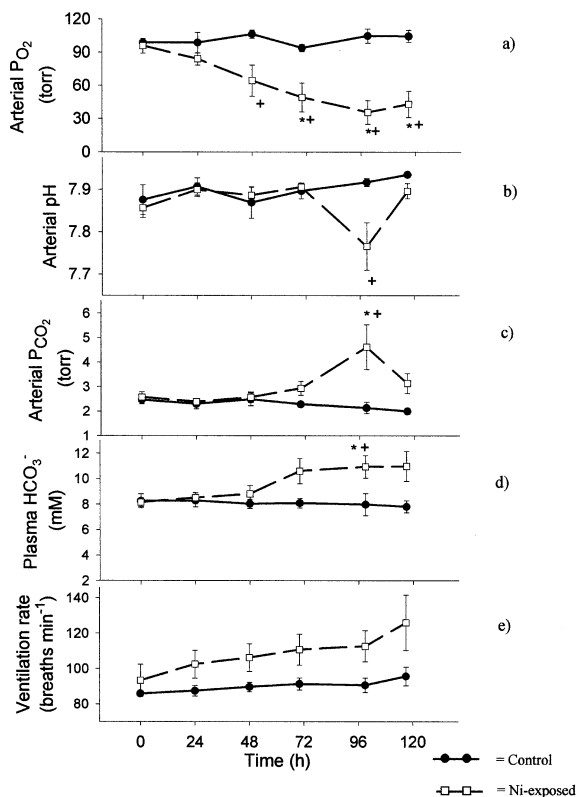 120
90
60
30
0
Arterial PO2
(torr)
+
*+
*+
*+
a)
7.9
7.8
7.7
Arterial pH
+
b)
6
5
4
3
2
1
Arterial PCO2
(torr)
*+
c)
12
10
8
6
4
2
Plasma HCO3-
(mM)
*+
d)
140
120
100
80
Ventilation rate
(breaths min-1)
e)
0 24 48 72 96 120
Time (h)
= Control
= Ni-exposed